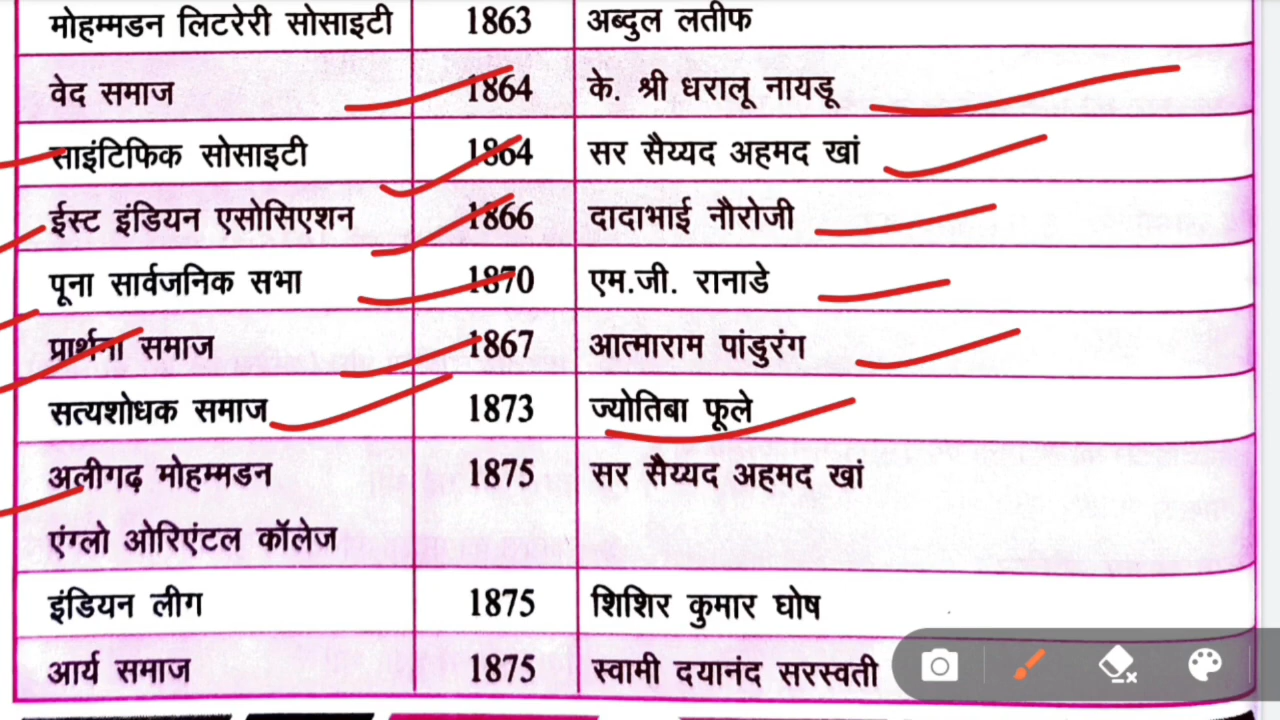 मोहम्मडन लिटरेरी सोसाइटी 1863 अब्दुल लतीफ
वेद समाज 1864 के. श्री धरालू नायडू
साइंटिफिक सोसाइटी 1864 सर सैय्यद अहमद खां
ईस्ट इंडियन एसोसिएशन 1866 दादाभाई नौरोजी
पूना सार्वजनिक सभा 1870 एम.जी. रानाडे
प्रार्थना समाज 1867 आत्माराम पांडुरंग
सत्यशोधक समाज 1873 ज्योतिबा फूले
अलीगढ़ मोहम्मडन 1875 सर सैय्यद अहमद खां
एंग्लो ओरिएंटल कॉलेज
इंडियन लीग 1875 शिशिर कुमार घोष
आर्य समाज 1875 स्वामी दयानंद सरस्वती